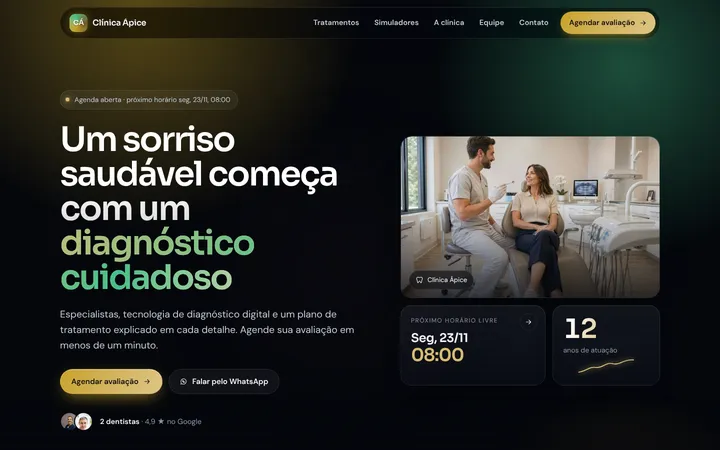 CÁ Clínica Ápice
Tratamentos Simuladores A clínica Equipe Contato Agendar avaliação →
Agenda aberta · próximo horário seg, 23/11, 08:00
Um sorriso
saudável começa
com um
diagnóstico
cuidadoso
Especialistas, tecnologia de diagnóstico digital e um plano de
tratamento explicado em cada detalhe. Agende sua avaliação em
menos de um minuto.
Agendar avaliação →
Falar pelo WhatsApp
2 dentistas · 4,9 ★ no Google
Clínica Ápice
PRÓXIMO HORÁRIO LIVRE →
Seg, 23/11
08:00
12
anos de atuação